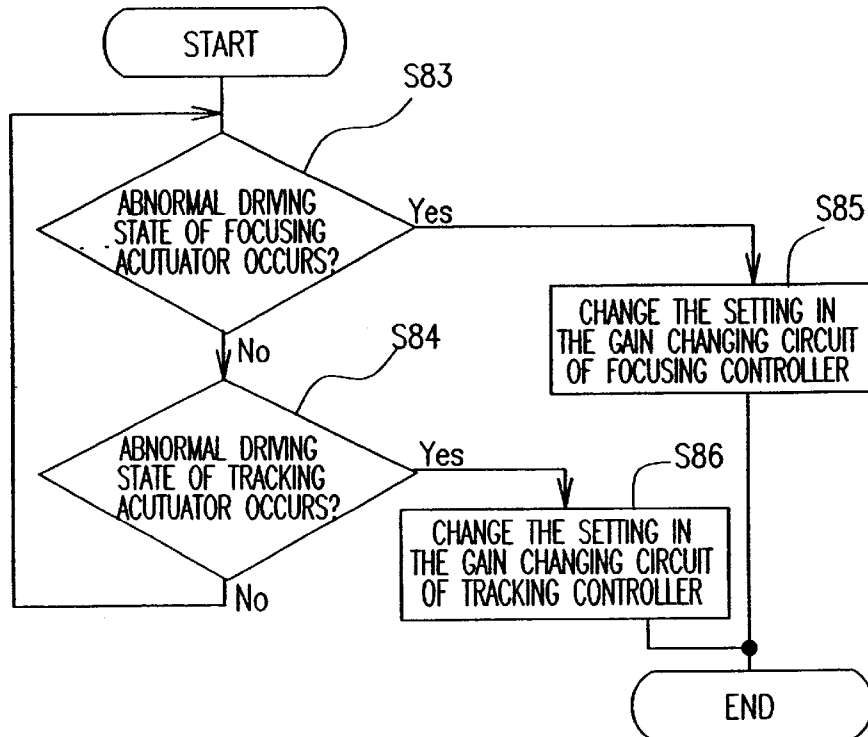 START
S83
ABNORMAL DRIVING
STATE OF FOCUSING
ACUTUATOR OCCURS?
Yes
S85
CHANGE THE SETTING IN
THE GAIN CHANGING CIRCUIT
OF FOCUSING CONTROLLER
No
S84
ABNORMAL DRIVING
STATE OF TRACKING
ACUTUATOR OCCURS?
Yes
S86
CHANGE THE SETTING IN
THE GAIN CHANGING CIRCUIT
OF TRACKING CONTROLLER
No
END